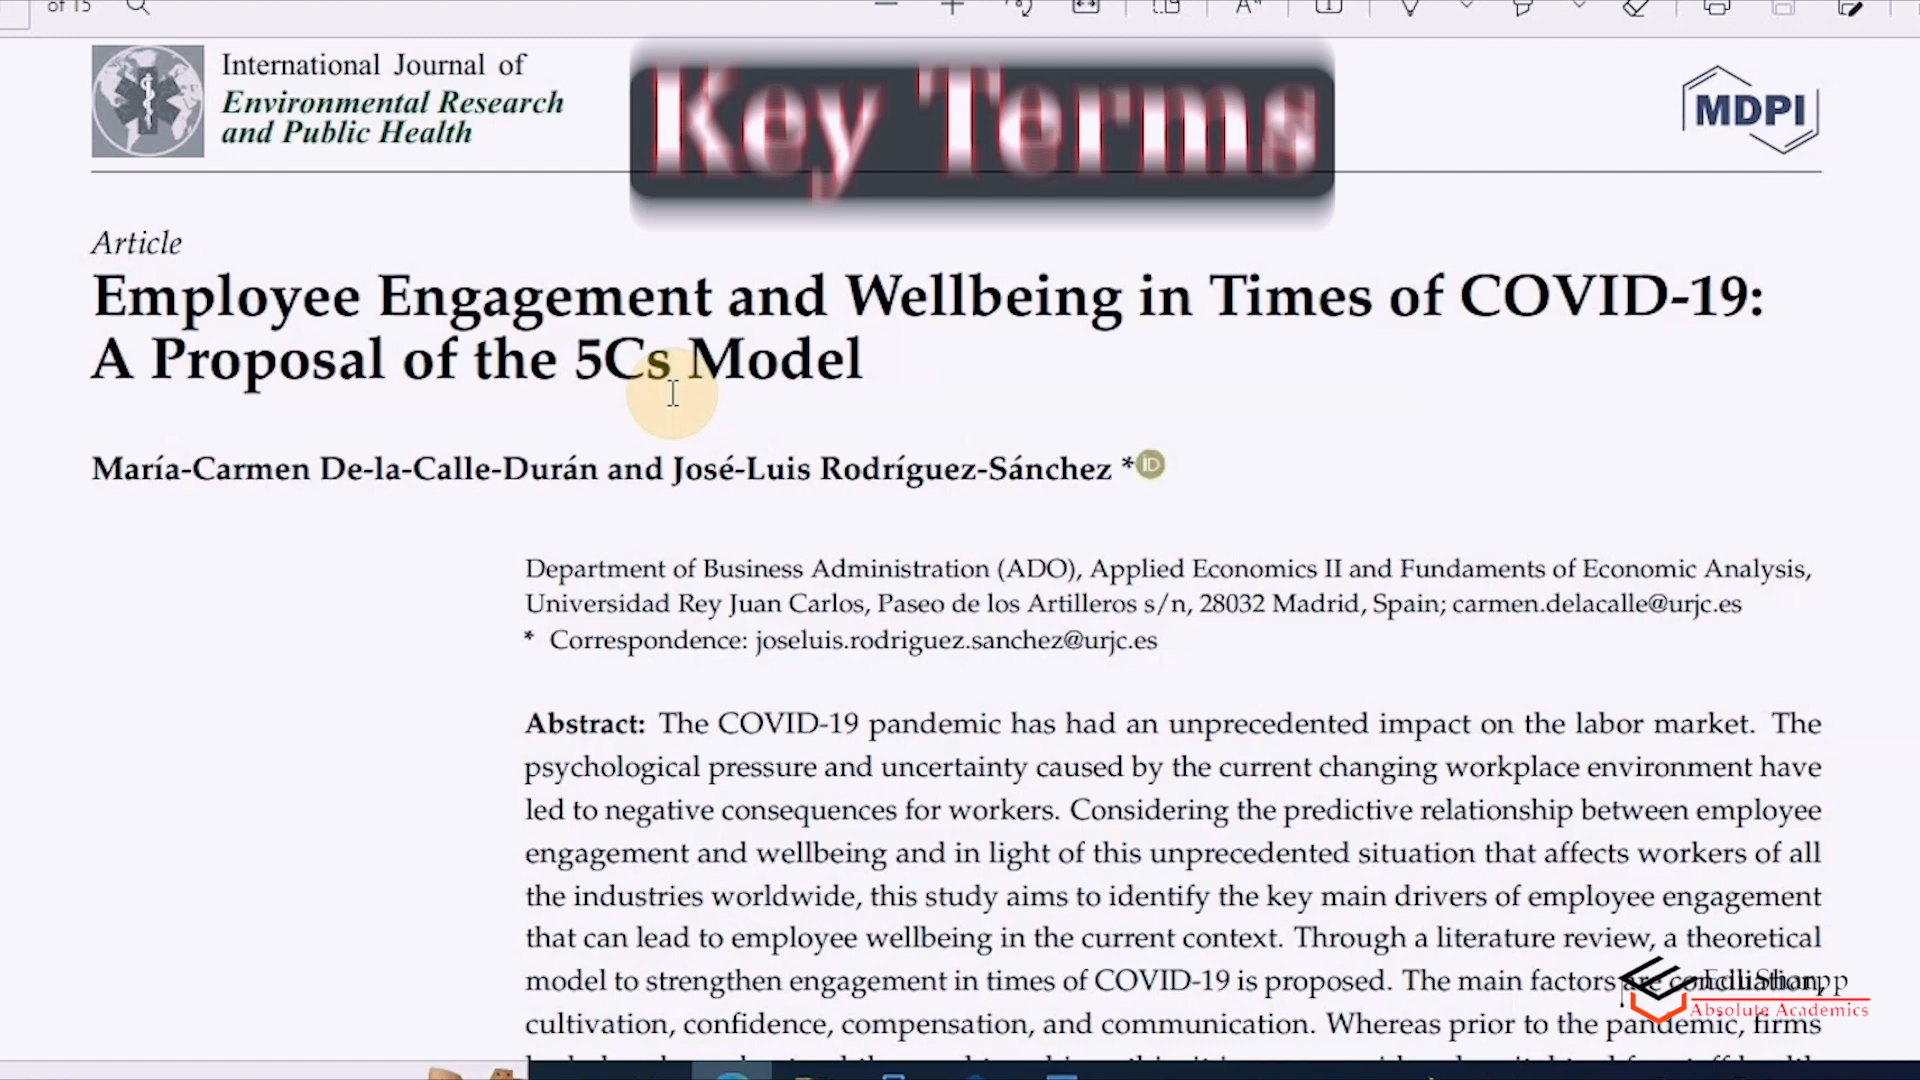 of 15
International Journal of
Environmental Research
and Public Health
Key Terms
MDPI
Article
Employee Engagement and Wellbeing in Times of COVID-19:
A Proposal of the 5Cs Model
María-Carmen De-la-Calle-Durán and José-Luis Rodríguez-Sánchez *
iD
Department of Business Administration (ADO), Applied Economics II and Fundaments of Economic Analysis,
Universidad Rey Juan Carlos, Paseo de los Artilleros s/n, 28032 Madrid, Spain; carmen.delacalle@urjc.es
* Correspondence: joseluis.rodriguez.sanchez@urjc.es
Abstract: The COVID-19 pandemic has had an unprecedented impact on the labor market. The
psychological pressure and uncertainty caused by the current changing workplace environment have
led to negative consequences for workers. Considering the predictive relationship between employee
engagement and wellbeing and in light of this unprecedented situation that affects workers of all
the industries worldwide, this study aims to identify the key main drivers of employee engagement
that can lead to employee wellbeing in the current context. Through a literature review, a theoretical
model to strengthen engagement in times of COVID-19 is proposed. The main factors are conciliation,
cultivation, confidence, compensation, and communication. Whereas prior to the pandemic, firms
Absolute Academics